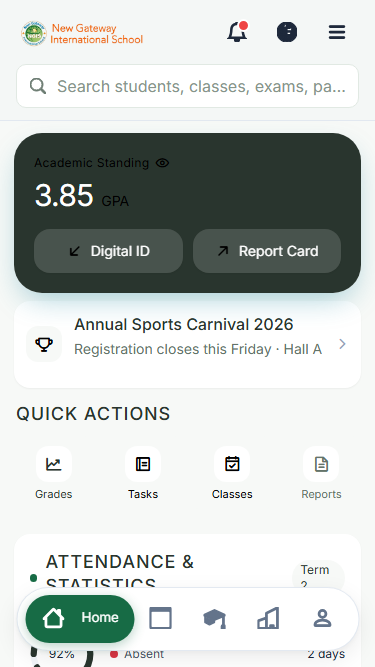 New Gateway
International School
Search students, classes, exams, pa...
Academic Standing
3.85 GPA
Digital ID
Report Card
Annual Sports Carnival 2026
Registration closes this Friday · Hall A
QUICK ACTIONS
Grades
Tasks
Classes
Reports
ATTENDANCE &
STATISTICS
Term
2
Home
92%
Absent
2 days